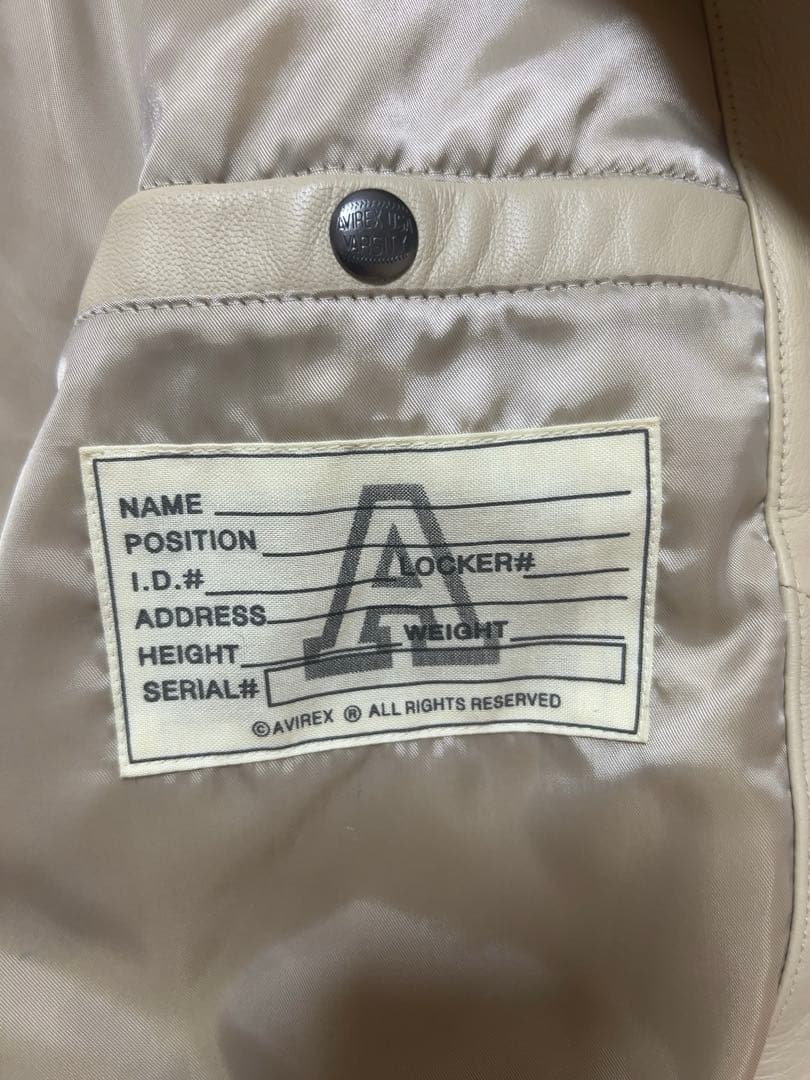 AVIREX USA
VARSITY
NAME
POSITION
I.D.# LOCKER#
ADDRESS
HEIGHT WEIGHT
SERIAL#
A
©AVIREX ® ALL RIGHTS RESERVED